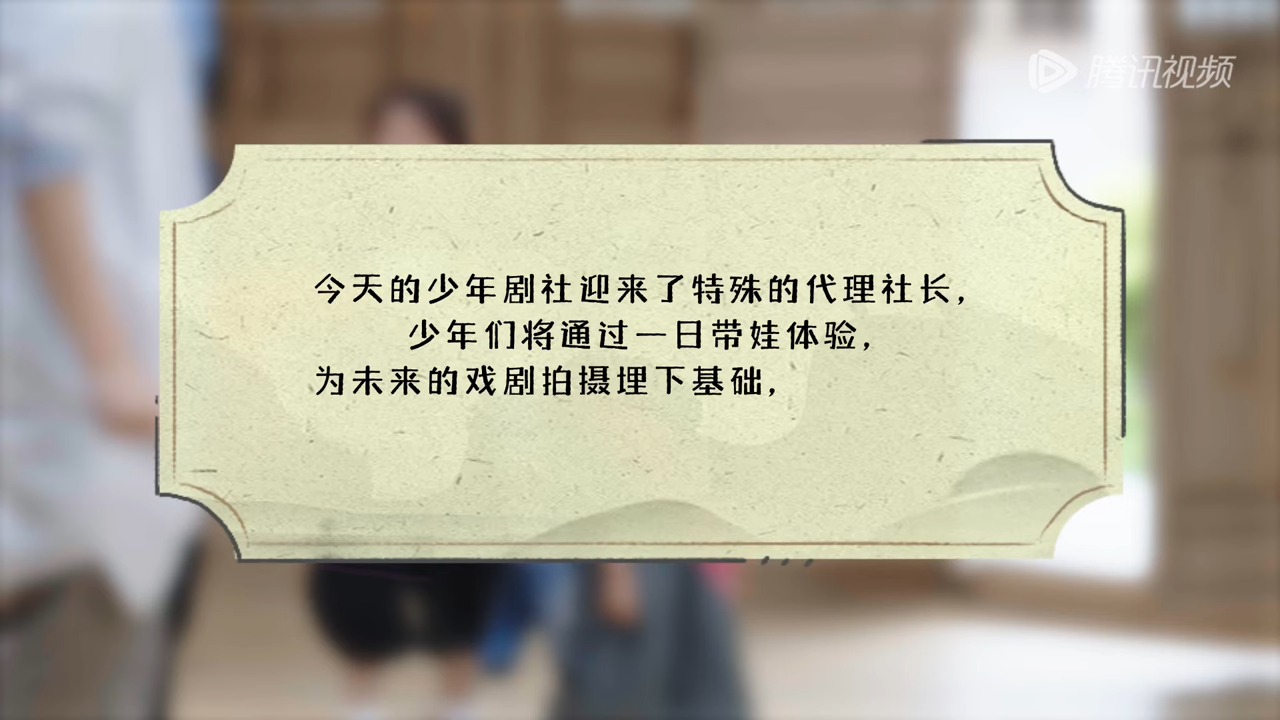 腾讯视频
今天的少年剧社迎来了特殊的代理社长，
少年们将通过一日带娃体验，
为未来的戏剧拍摄埋下基础，